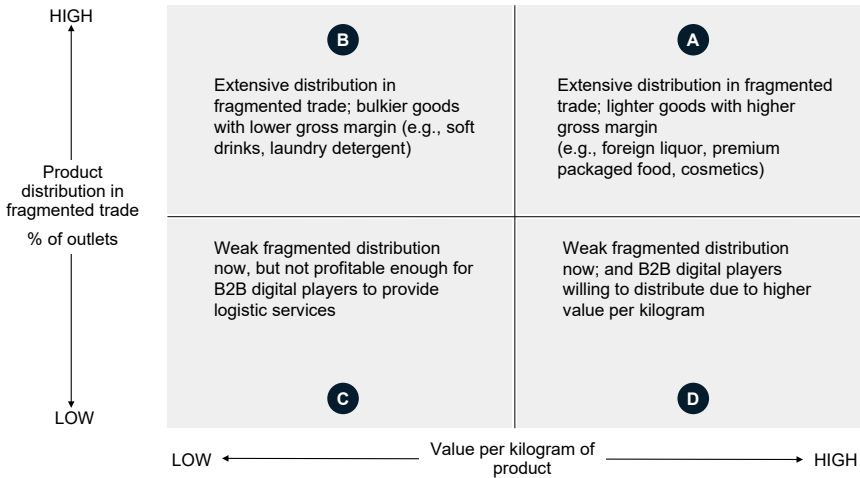 HIGH
B
A
Extensive distribution in
fragmented trade; bulkier goods
with lower gross margin (e.g., soft
drinks, laundry detergent)
Extensive distribution in fragmented
trade; lighter goods with higher
gross margin
(e.g., foreign liquor, premium
packaged food, cosmetics)
Product
distribution in
fragmented trade
% of outlets
Weak fragmented distribution
now, but not profitable enough for
B2B digital players to provide
logistic services
Weak fragmented distribution
now; and B2B digital players
willing to distribute due to higher
value per kilogram
C
D
LOW
LOW
Value per kilogram of
product
HIGH